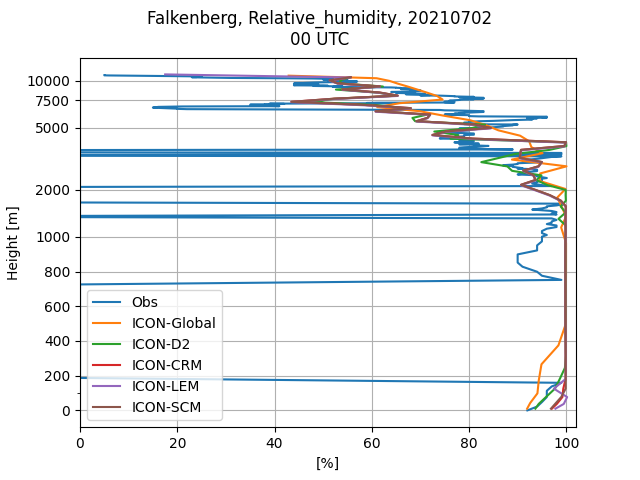 Falkenberg, Relative_humidity, 20210702
00 UTC
Height [m]
10000
7500
5000
2000
1000
800
600
400
200
0
Obs
ICON-Global
ICON-D2
ICON-CRM
ICON-LEM
ICON-SCM
0 20 40 60 80 100
[%]